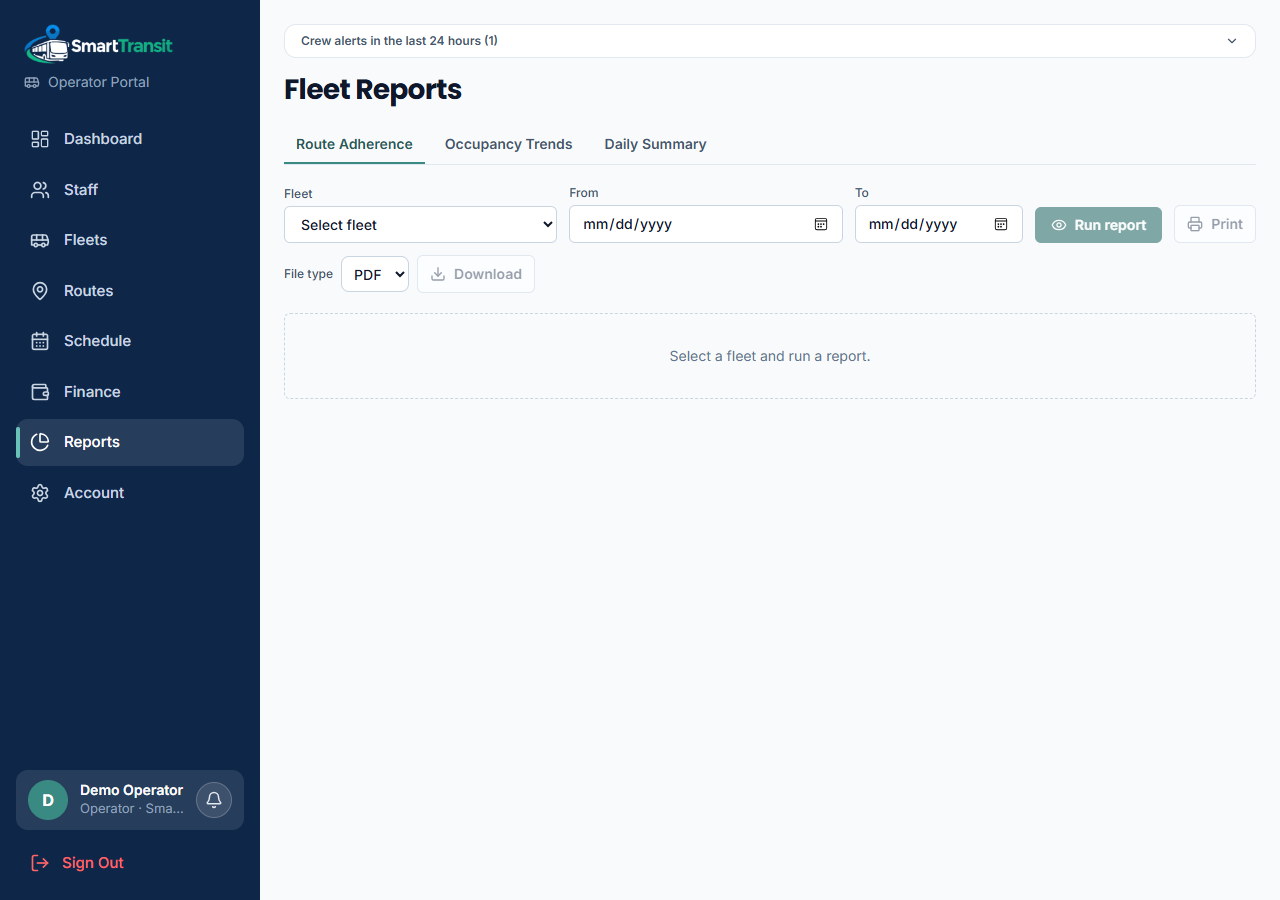 SmartTransit
Operator Portal
Dashboard
Staff
Fleets
Routes
Schedule
Finance
Reports
Account
D
Demo Operator
Operator · Sma...
Sign Out
Crew alerts in the last 24 hours (1)
Fleet Reports
Route Adherence
Occupancy Trends
Daily Summary
Fleet
From
To
Select fleet
mm/dd/yyyy
mm/dd/yyyy
Run report
Print
File type
PDF
Download
Select a fleet and run a report.